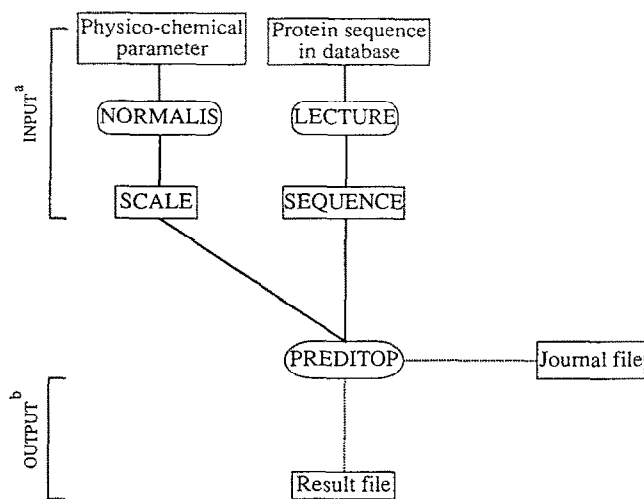 Physico-chemical
parameter
Protein sequence
in database
INPUT a
NORMALIS
LECTURE
SCALE
SEQUENCE
PREDITOP
Journal file
OUTPUT b
Result file